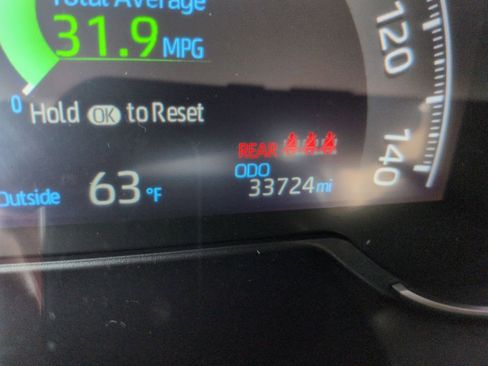 Total Average
31.9 MPG
0
Hold OK to Reset
120
140
REAR
Outside 63 °F
ODO
33724 mi